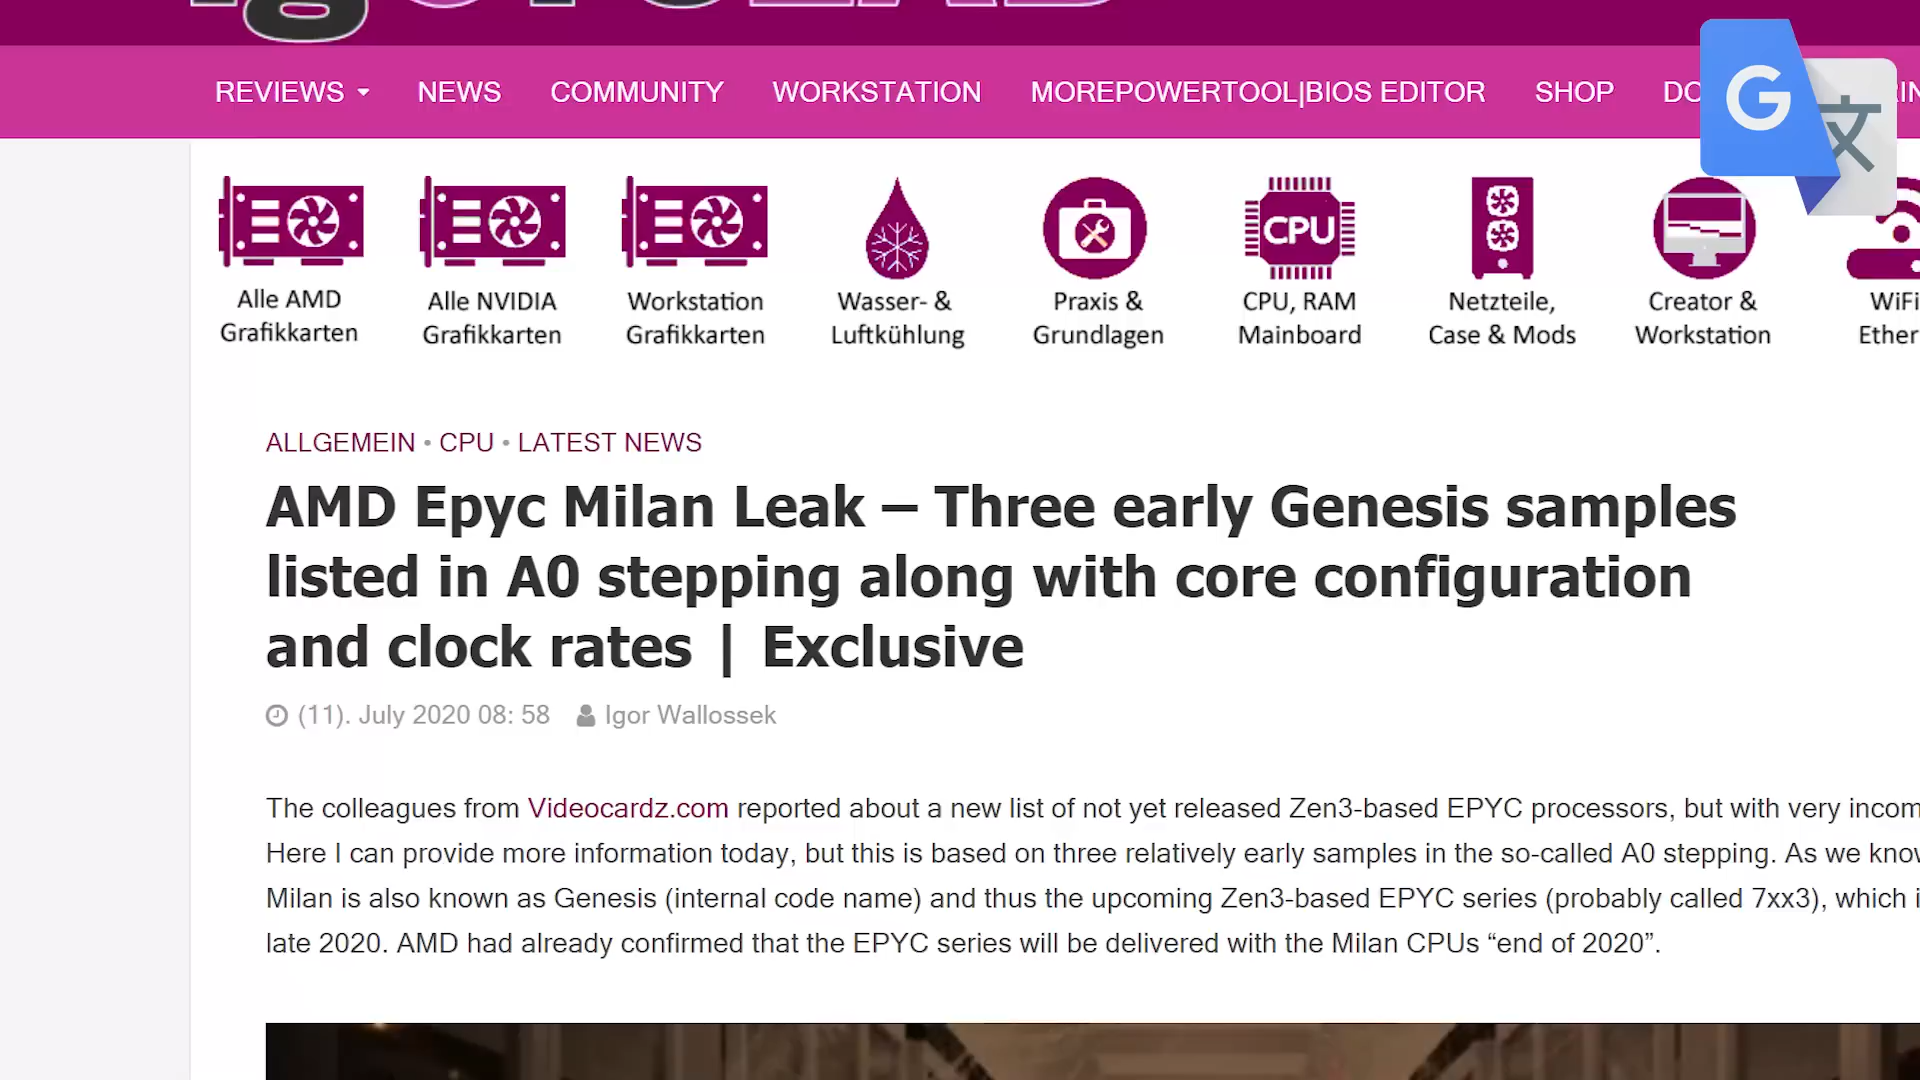 REVIEWS NEWS COMMUNITY WORKSTATION MOREPOWERTOOL|BIOS EDITOR SHOP
G 文
CPU
Alle AMD
Grafikkarten
Alle NVIDIA
Grafikkarten
Workstation
Grafikkarten
Wasser- &
Luftkühlung
Praxis &
Grundlagen
CPU, RAM
Mainboard
Netzteile,
Case & Mods
Creator &
Workstation
WiFi
ALLGEMEIN • CPU • LATEST NEWS
AMD Epyc Milan Leak – Three early Genesis samples
listed in A0 stepping along with core configuration
and clock rates | Exclusive
(11). July 2020 08: 58 Igor Wallossek
The colleagues from Videocardz.com reported about a new list of not yet released Zen3-based EPYC processors, but with very
Here I can provide more information today, but this is based on three relatively early samples in the so-called A0 stepping. As we
Milan is also known as Genesis (internal code name) and thus the upcoming Zen3-based EPYC series (probably called 7xx3), which
late 2020. AMD had already confirmed that the EPYC series will be delivered with the Milan CPUs “end of 2020”.